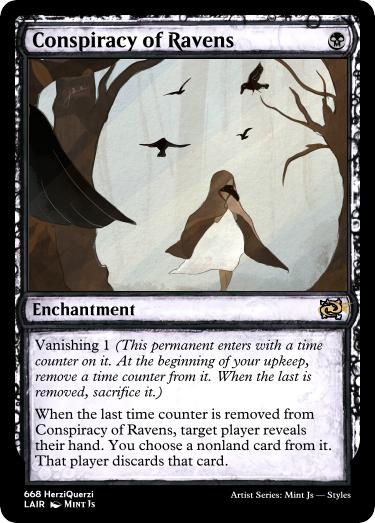 Conspiracy of Ravens
Enchantment
Vanishing 1 (This permanent enters with a time
counter on it. At the beginning of your upkeep,
remove a time counter from it. When the last is
removed, sacrifice it.)
When the last time counter is removed from
Conspiracy of Ravens, target player reveals
their hand. You choose a nonland card from it.
That player discards that card.
668 HerziQuerzi
Artist Series: Mint Js — Styles
LAIR Mint Js